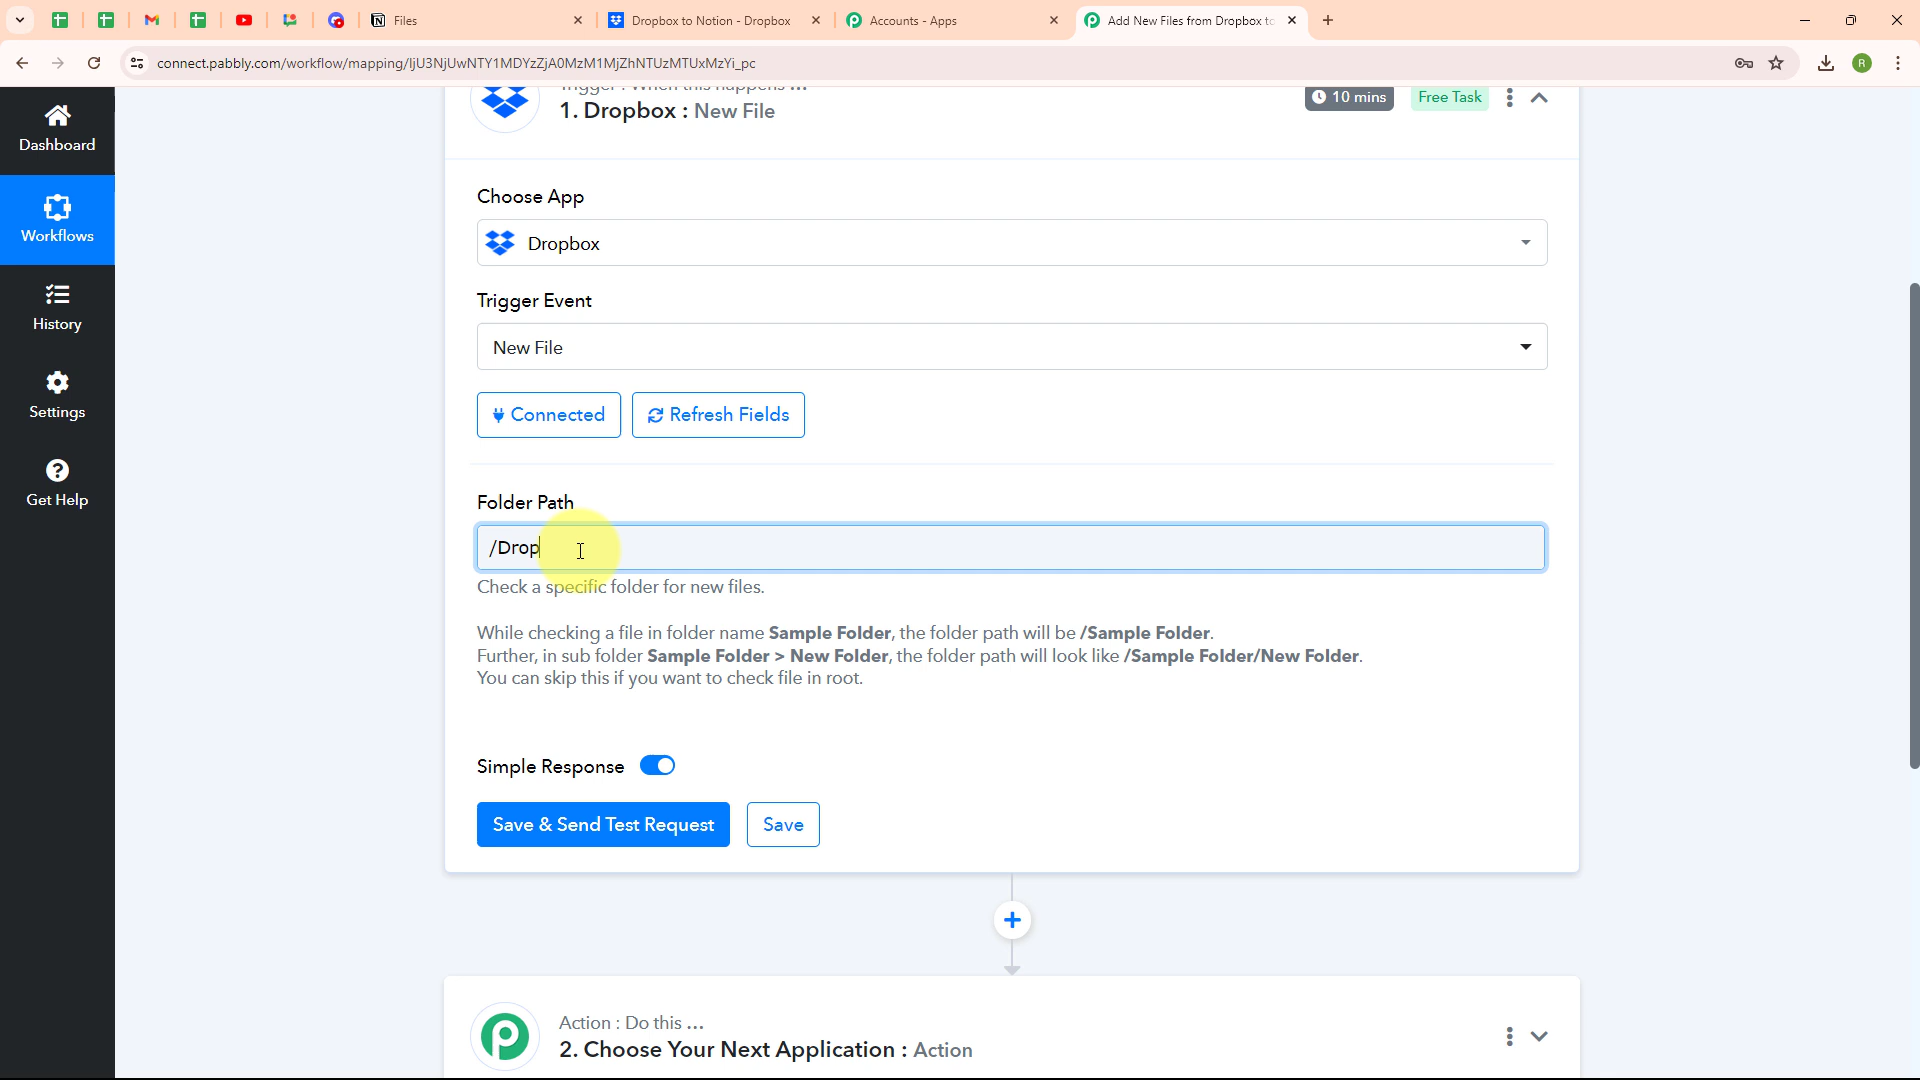 Files
Dropbox to Notion - Dropbox
Accounts - Apps
Add New Files from Dropbox to
connect.pabbly.com/workflow/mapping/IjU3NjUwNTY1MDYzZjA0MzM1MjZhNTUzMTUxMzYi_pc
R
Dashboard
Workflows
History
Settings
Get Help
Trigger : When this happens ...
1. Dropbox : New File
10 mins
Free Task
Choose App
Dropbox
Trigger Event
New File
Connected
Refresh Fields
Folder Path
/Drop
Check a specific folder for new files.
While checking a file in folder name Sample Folder, the folder path will be /Sample Folder.
Further, in sub folder Sample Folder > New Folder, the folder path will look like /Sample Folder/New Folder.
You can skip this if you want to check file in root.
Simple Response
Save & Send Test Request
Save
Action : Do this ...
2. Choose Your Next Application : Action